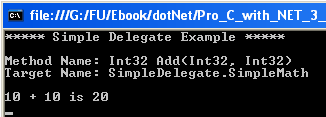 file:///G:/FU/Ebook/dotNet/Pro_C_with_NET_3_
***** Simple Delegate Example *****
Method Name: Int32 Add(Int32, Int32)
Target Name: SimpleDelegate.SimpleMath
10 + 10 is 20